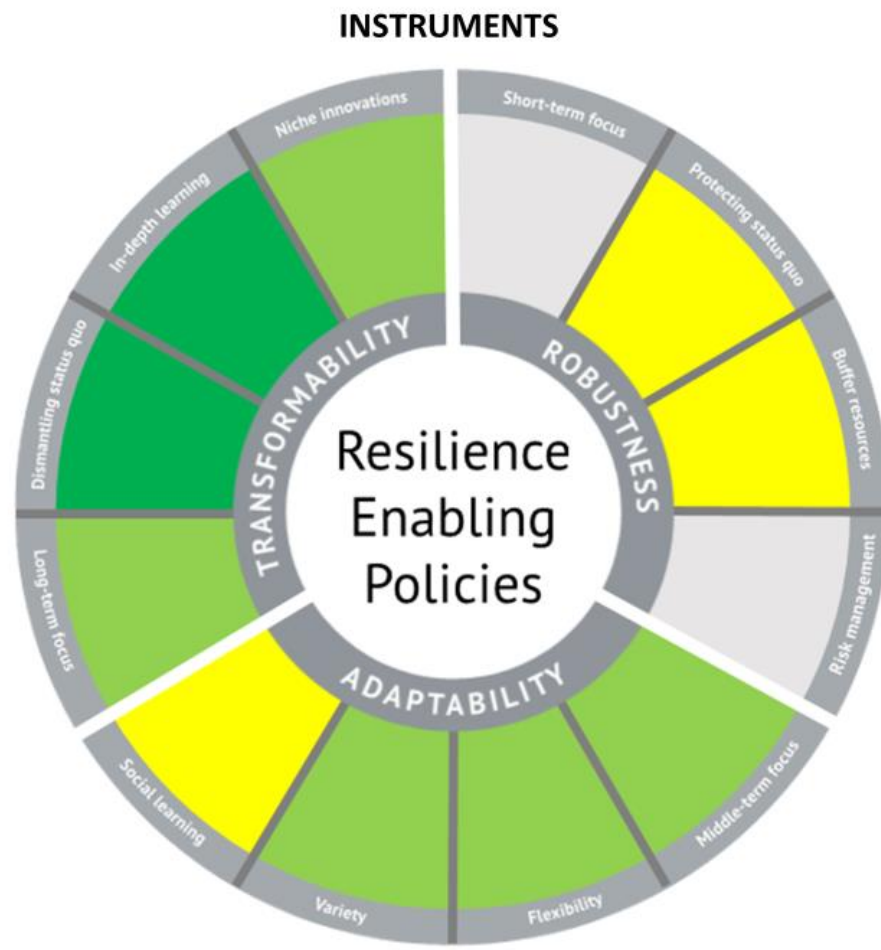 INSTRUMENTS
Niche innovations
Short-term focus
In-depth learning
Protecting status quo
Dismantling status quo
Buffer resources
Long-term focus
Risk management
Social learning
Middle-term focus
Variety
Flexibility
TRANSFORMABILITY
ROBUSTNESS
ADAPTABILITY
Resilience
Enabling
Policies